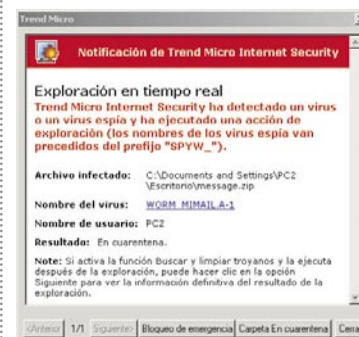 Trend Micro
Notificación de Trend Micro Internet Security
Exploración en tiempo real
Trend Micro Internet Security ha detectado un virus
o un virus espía y ha ejecutado una acción de
exploración (los nombres de los virus espía van
precedidos del prefijo "SPYW_").
Archivo infectado: C:\Documents and Settings\PC2
\Escritorio\message.zip
Nombre del virus: WORM_MIMAIL.A-1
Nombre de usuario: PC2
Resultado: En cuarentena.
Note: Si activa la función Buscar y limpiar troyanos y la ejecuta
después de la exploración, puede hacer clic en la opción
Siguiente para ver la información definitiva del resultado de la
exploración.
<Anterior 1/1 Siguiente> Bloqueo de emergencia Carpeta En cuarentena